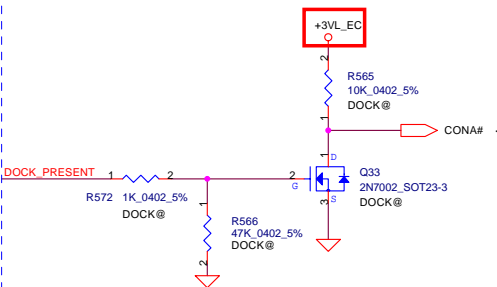 +3VL_EC
2
R565
10K_0402_5%
DOCK@
1
CONA#
1
D
DOCK_PRESENT
1
2
2
G
Q33
2N7002_SOT23-3
DOCK@
S
3
R572
1K_0402_5%
DOCK@
1
R566
47K_0402_5%
DOCK@
2